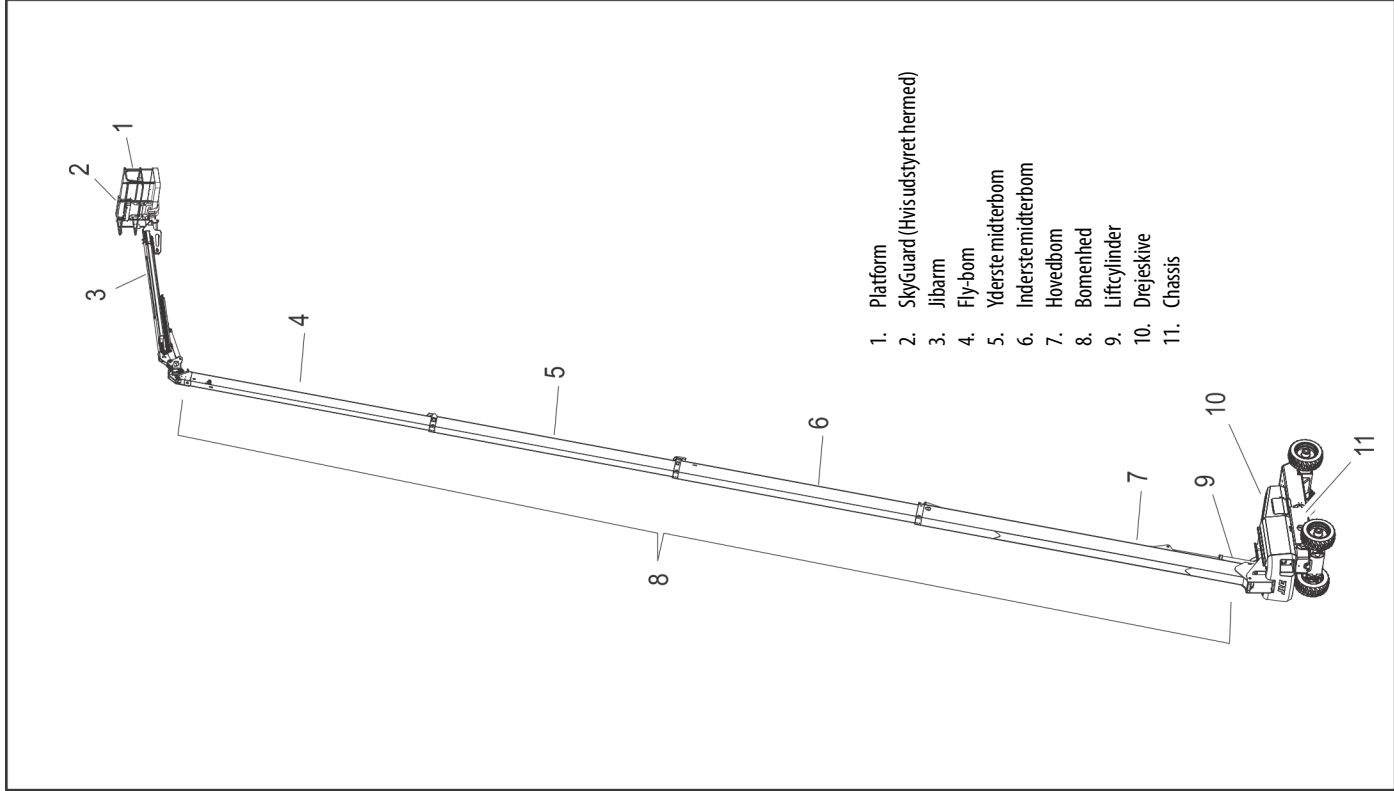 1
2
3
4
5
6
7
8
9
10
11
1. Platform
2. SkyGuard (Hvis udstyret hermed)
3. Jibarm
4. Fly-bom
5. Yderste midterbom
6. Inderste midterbom
7. Hovedbom
8. Bomenhed
9. Liftcylinder
10. Drejeskive
11. Chassis
JLG